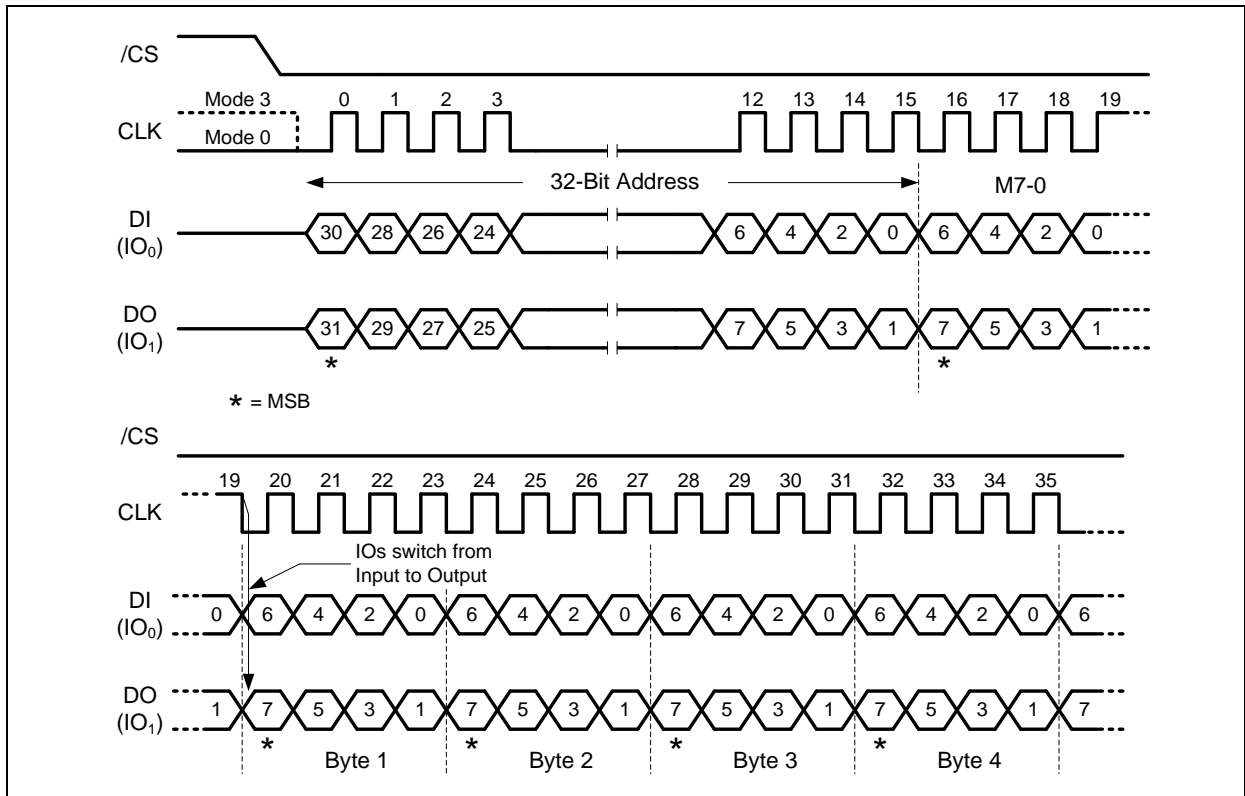 /CS
Mode 3
0 1 2 3 12 13 14 15 16 17 18 19
CLK
Mode 0
32-Bit Address
M7-0
DI
(IO₀)
30 28 26 24 6 4 2 0 6 4 2 0
DO
(IO₁)
31 29 27 25 7 5 3 1 7 5 3 1
* *
* = MSB
/CS
19 20 21 22 23 24 25 26 27 28 29 30 31 32 33 34 35
CLK
IOs switch from
Input to Output
DI
(IO₀)
0 6 4 2 0 6 4 2 0 6 4 2 0 6 4 2 0 6
DO
(IO₁)
1 7 5 3 1 7 5 3 1 7 5 3 1 7 5 3 1 7
* * * *
Byte 1 Byte 2 Byte 3 Byte 4